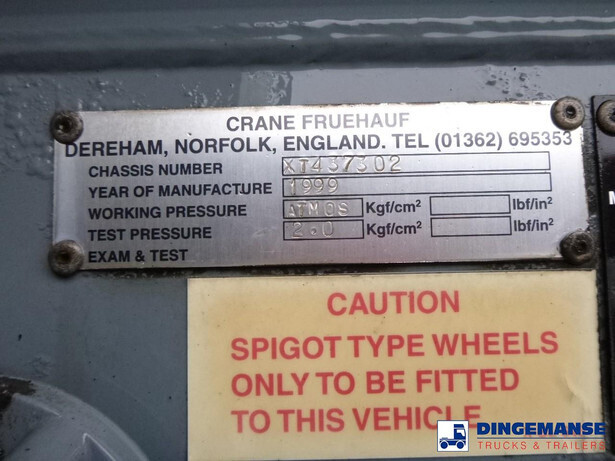 CRANE FRUEHAUF
DEREHAM, NORFOLK, ENGLAND. TEL (01362) 695353
CHASSIS NUMBER XT437302
YEAR OF MANUFACTURE 1999
WORKING PRESSURE ATMOS Kgf/cm² lbf/in²
TEST PRESSURE Kgf/cm² lbf/in²
EXAM & TEST
CAUTION
SPIGOT TYPE WHEELS
ONLY TO BE FITTED
TO THIS VEHICLE
DINGEMANSE
TRUCKS & TRAILERS